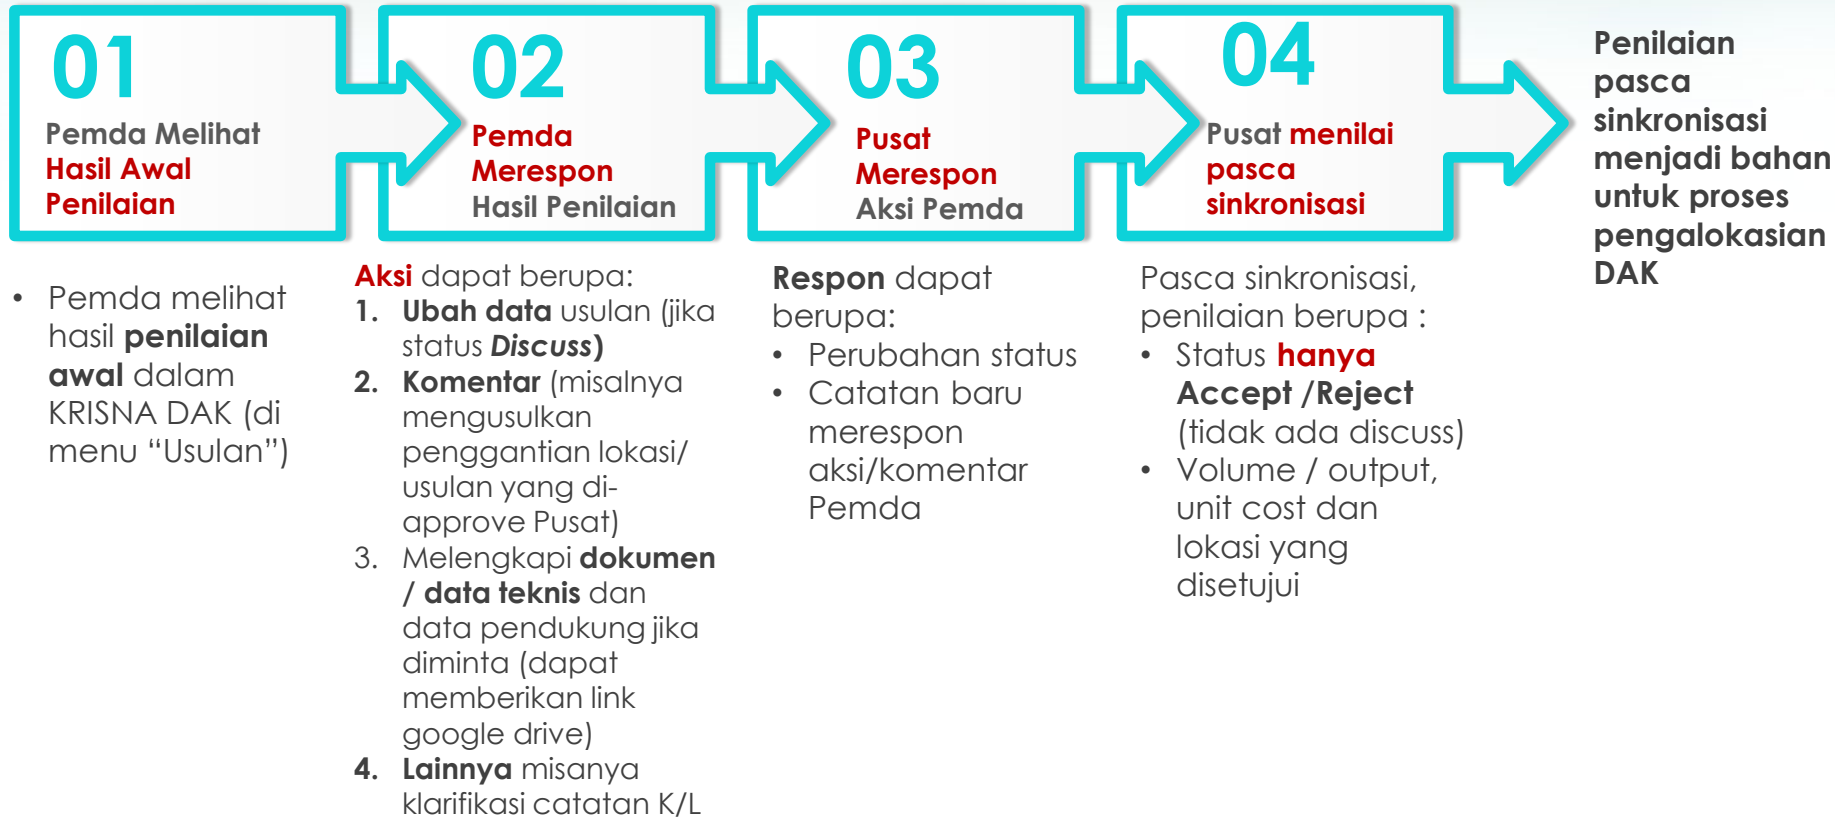 01
Pemda Melihat
Hasil Awal
Penilaian
02
Pemda
Merespon
Hasil Penilaian
03
Pusat
Merespon
Aksi Pemda
04
Pusat menilai
pasca
sinkronisasi
Penilaian
pasca
sinkronisasi
menjadi bahan
untuk proses
pengalokasian
DAK
• Pemda melihat
hasil penilaian
awal dalam
KRISNA DAK (di
menu “Usulan”)
Aksi dapat berupa:
1. Ubah data usulan (jika
status Discuss)
2. Komentar (misalnya
mengusulkan
penggantian lokasi/
usulan yang di-
approve Pusat)
3. Melengkapi dokumen
/ data teknis dan
data pendukung jika
diminta (dapat
memberikan link
google drive)
4. Lainnya misanya
klarifikasi catatan K/L
Respon dapat
berupa:
• Perubahan status
• Catatan baru
merespon
aksi/komentar
Pemda
Pasca sinkronisasi,
penilaian berupa :
• Status hanya
Accept /Reject
(tidak ada discuss)
• Volume / output,
unit cost dan
lokasi yang
disetujui